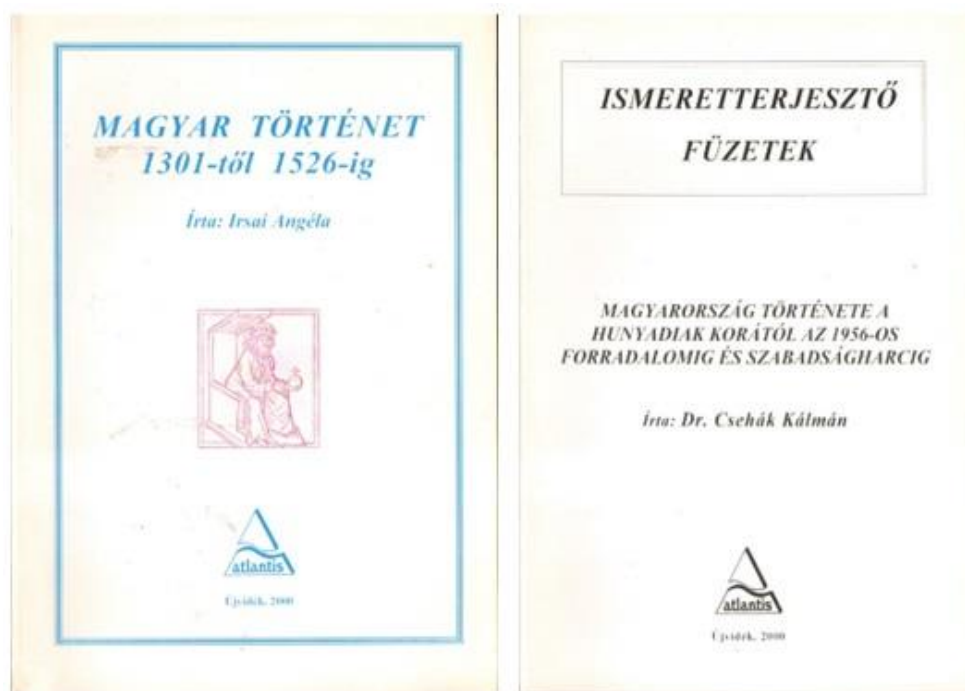 MAGYAR TÖRTÉNET
1301-től 1526-ig
Írta: Irsai Angéla
atlantis
Újvidék, 2000
ISMERETTERJESZTŐ
FÜZETEK
MAGYARORSZÁG TÖRTÉNETE A
HUNYADIAK KORÁTÓL AZ 1956-OS
FORRADALOMIG ÉS SZABADSÁGHARCIG
Írta: Dr. Csehák Kálmán
atlantis
Újvidék, 2000